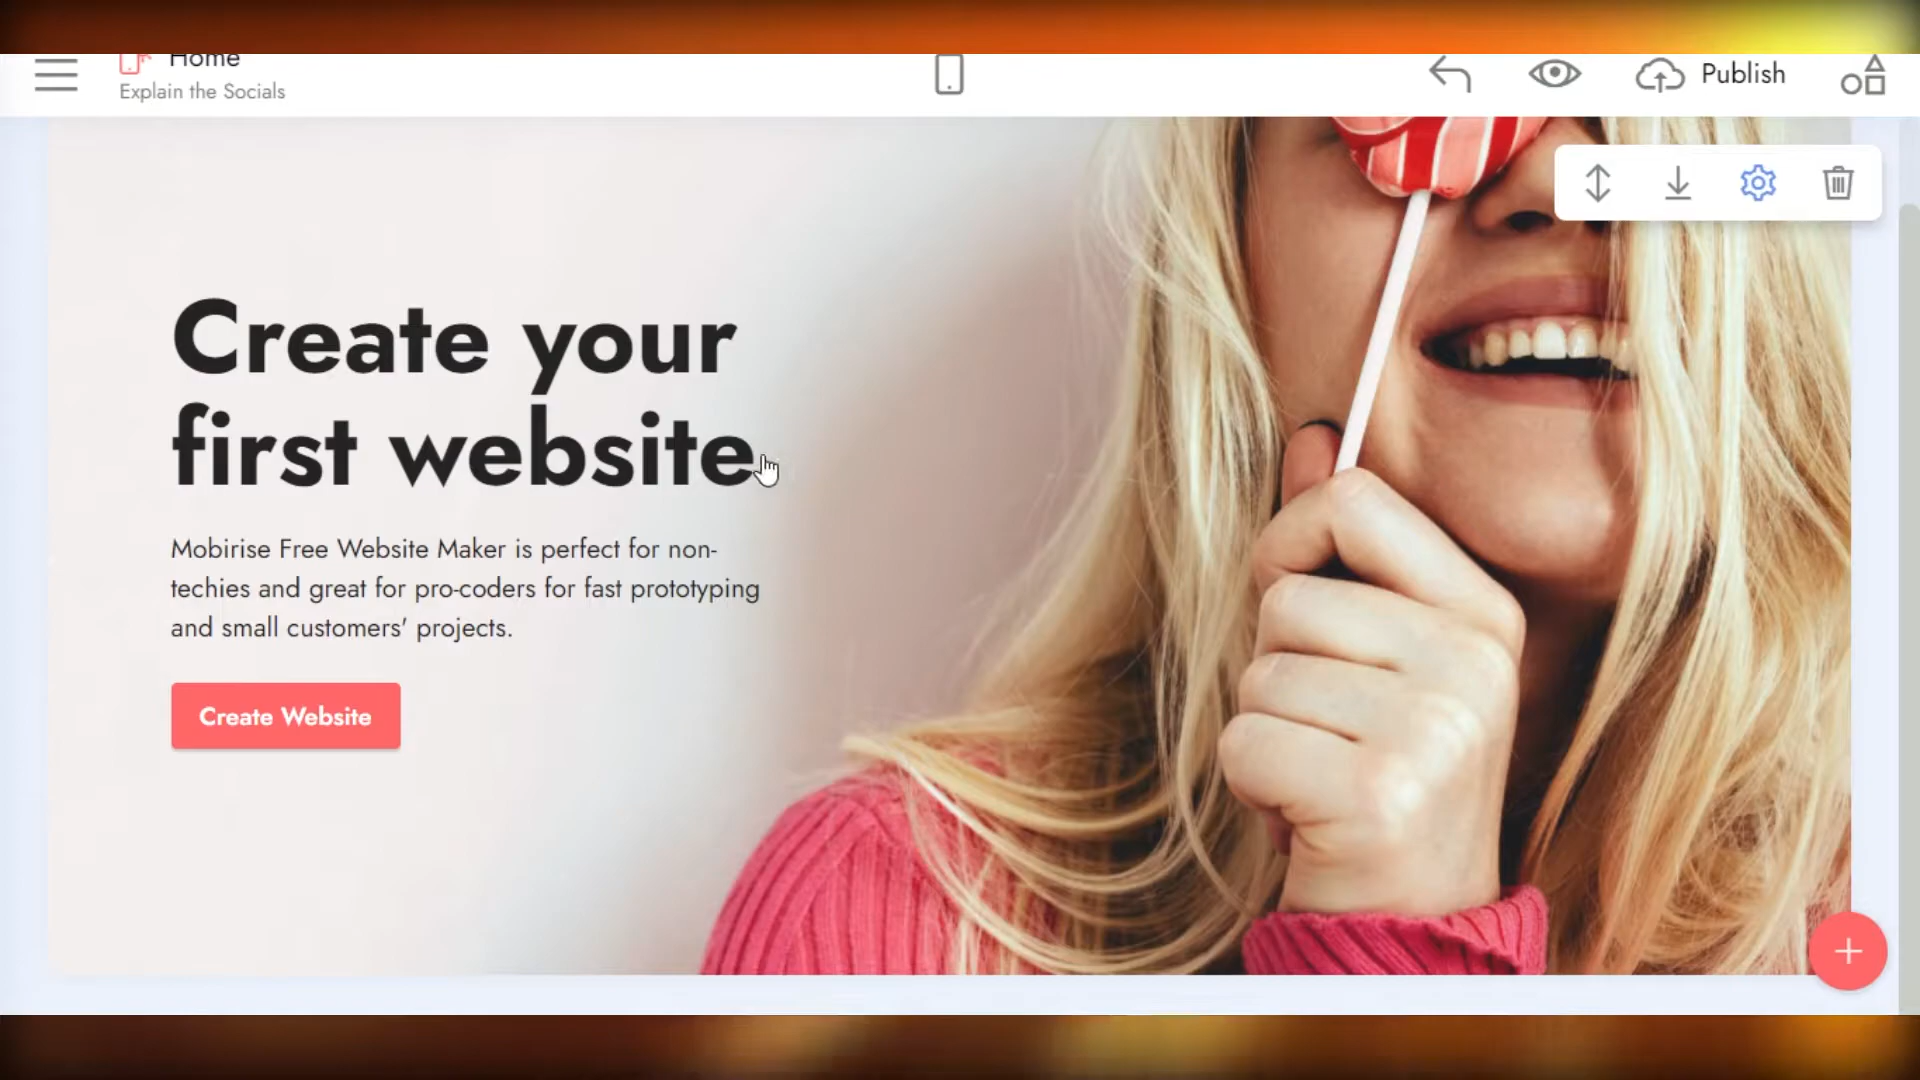 Home
Explain the Socials
Publish
Create your
first website
Mobirise Free Website Maker is perfect for non-
techies and great for pro-coders for fast prototyping
and small customers' projects.
Create Website